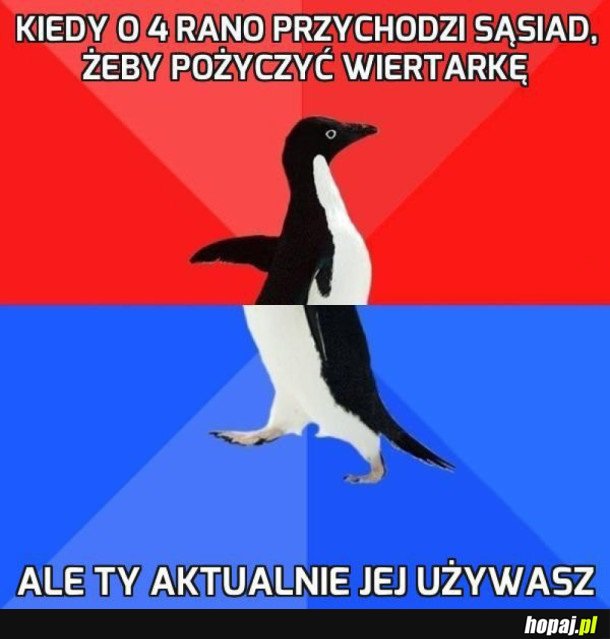 KIEDY O 4 RANO PRZYCHODZI SĄSIAD,
ŻEBY POŻYCZYĆ WIERTARKĘ
ALE TY AKTUALNIE JEJ UŻYWASZ
hopaj.pl